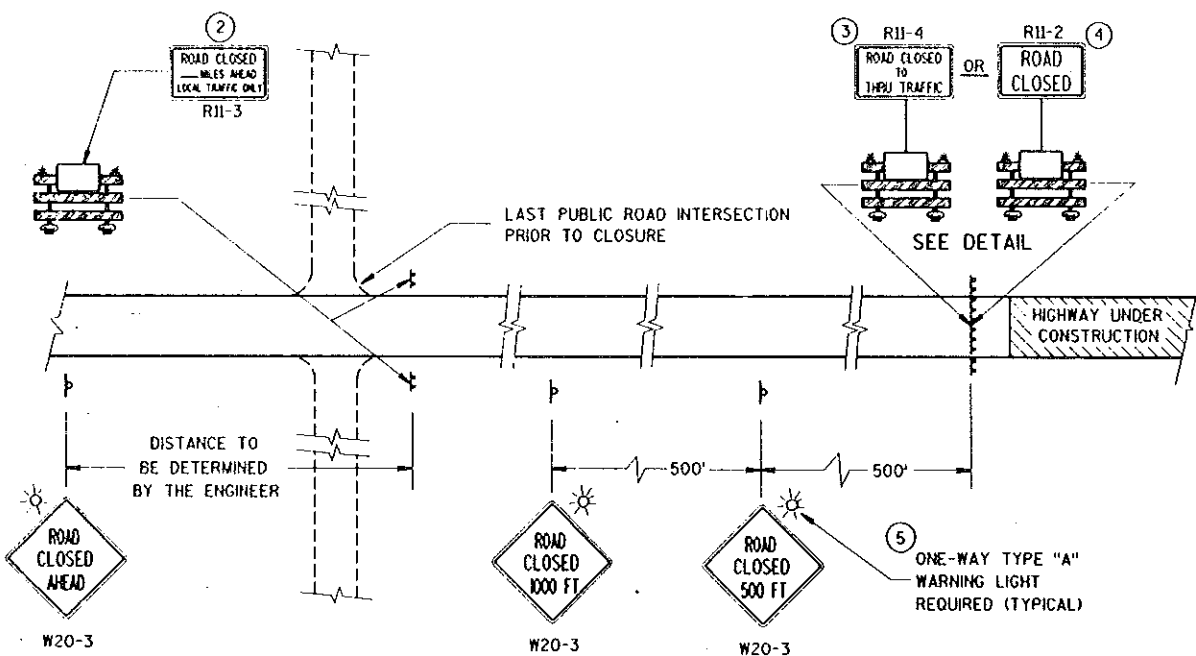 2
ROAD CLOSED
MILES AHEAD
LOCAL TRAFFIC ONLY
R11-3
3
R11-4
ROAD CLOSED
TO
THRU TRAFFIC
OR
R11-2
4
ROAD
CLOSED
LAST PUBLIC ROAD INTERSECTION
PRIOR TO CLOSURE
SEE DETAIL
HIGHWAY UNDER
CONSTRUCTION
DISTANCE TO
BE DETERMINED
BY THE ENGINEER
500'
500'
ROAD
CLOSED
AHEAD
W20-3
ROAD
CLOSED
1000 FT
W20-3
ROAD
CLOSED
500 FT
W20-3
5
ONE-WAY TYPE "A"
WARNING LIGHT
REQUIRED (TYPICAL)